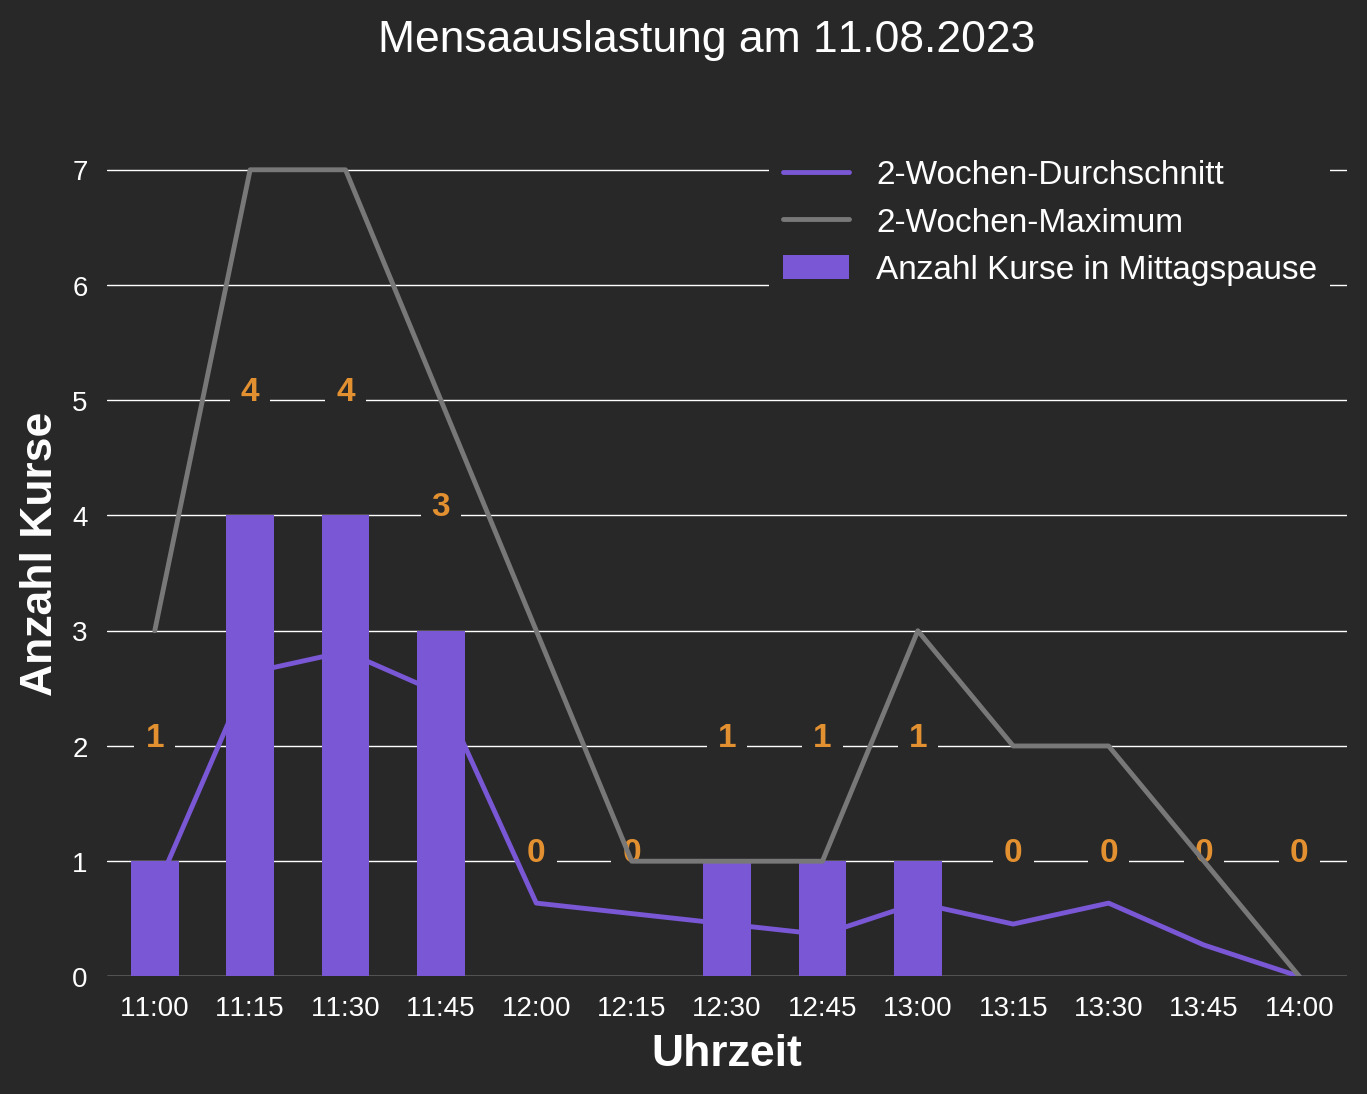 Mensaauslastung am 11.08.2023
2-Wochen-Durchschnitt
2-Wochen-Maximum
Anzahl Kurse in Mittagspause
Anzahl Kurse
7
6
5
4
3
2
1
0
4 4
3
1 1 1 1
0 0 0 0 0 0
11:00 11:15 11:30 11:45 12:00 12:15 12:30 12:45 13:00 13:15 13:30 13:45 14:00
Uhrzeit